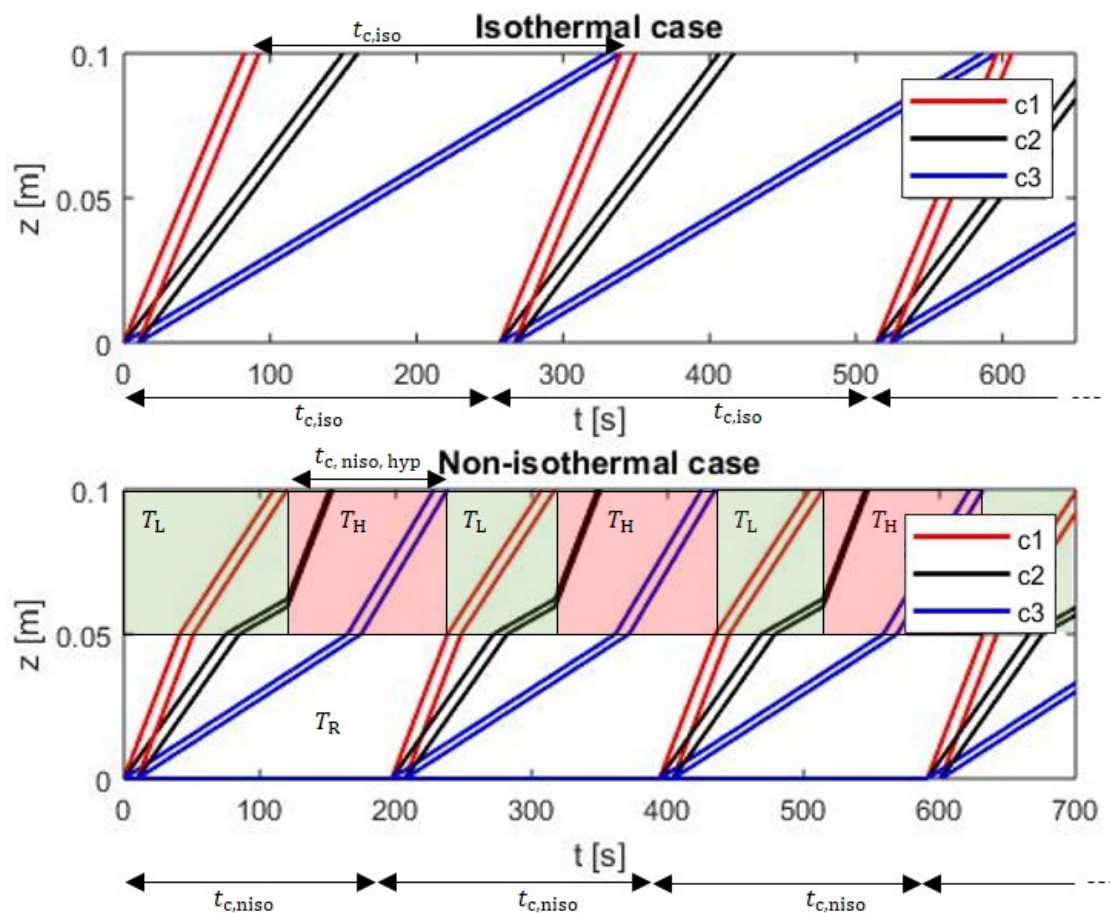 t_c,iso
Isothermal case
0.1
0.05
0
z [m]
c1
c2
c3
0 100 200 300 400 500 600
t_c,iso t_c,iso ---
t [s]
t_c, niso, hyp
Non-isothermal case
0.1
0.05
0
z [m]
T_L T_H T_L T_H T_L T_H
c1
c2
c3
T_R
0 100 200 300 400 500 600 700
t [s]
t_c,niso t_c,niso t_c,niso ---